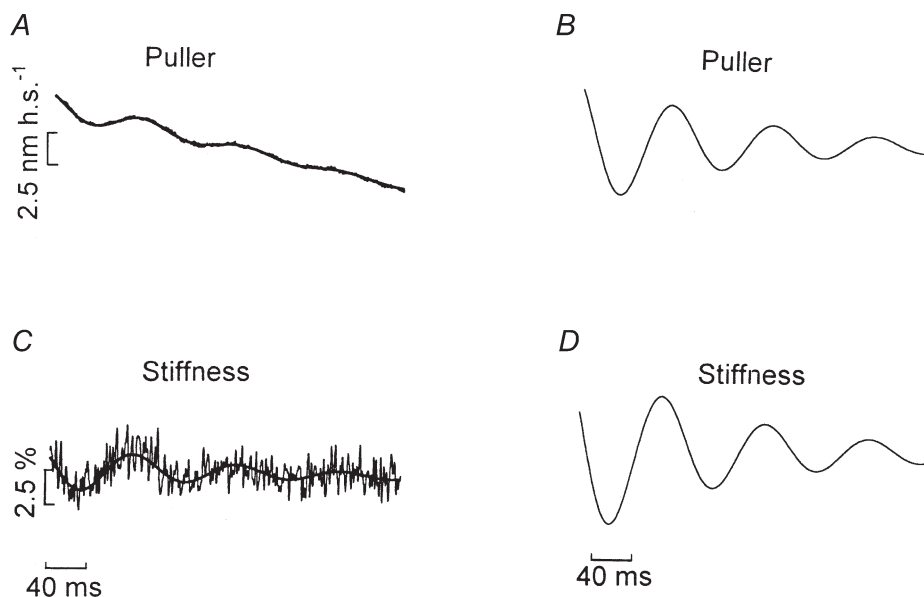 A
Puller
2.5 nm h.s.⁻¹
B
Puller
C
Stiffness
2.5 %
40 ms
D
Stiffness
40 ms